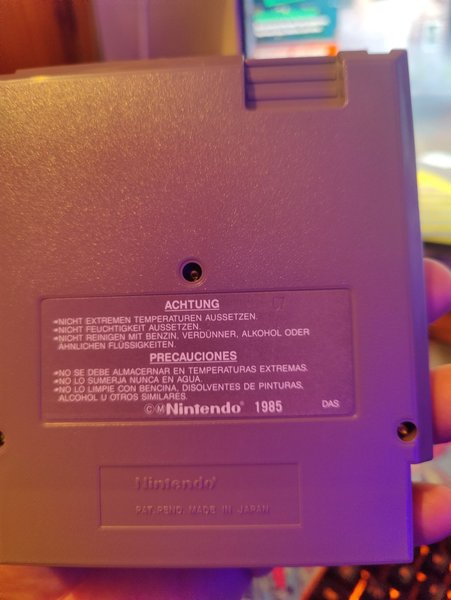 ACHTUNG
*NICHT EXTREMEN TEMPERATUREN AUSSETZEN.
*NICHT FEUCHTIGKEIT AUSSETZEN.
*NICHT REINIGEN MIT BENZIN, VERDÜNNER, ALKOHOL ODER
ÄHNLICHEN FLÜSSIGKEITEN.
PRECAUCIONES
*NO SE DEBE ALMACERNAR EN TEMPERATURAS EXTREMAS.
*NO LO SUMERJA NUNCA EN AGUA.
*NO LO LIMPIE CON BENCINA, DISOLVENTES DE PINTURAS,
ALCOHOL U OTROS SIMILARES.
©Ⓜ Nintendo® 1985 DAS
Nintendo®
PAT. PEND. MADE IN JAPAN